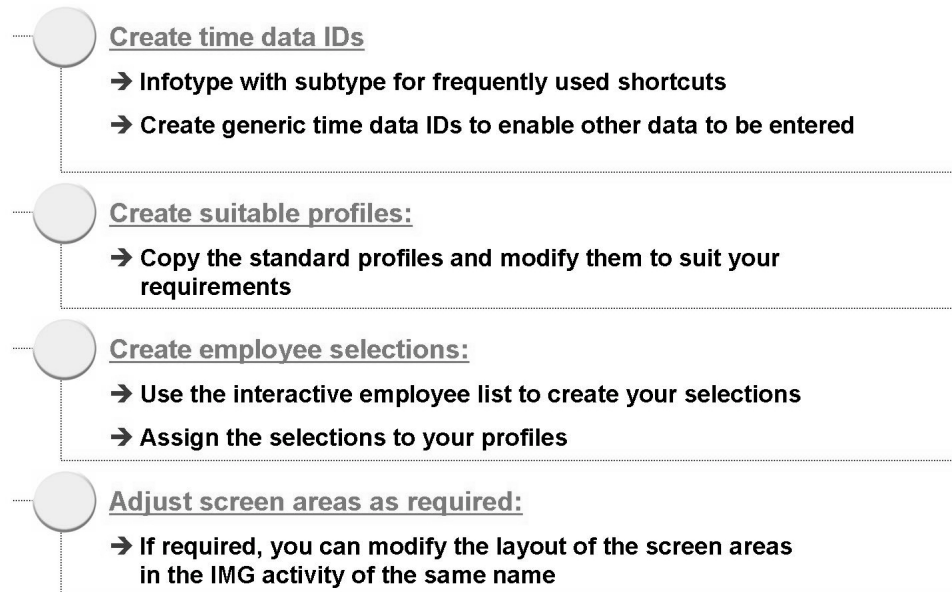 Create time data IDs
➔ Infotype with subtype for frequently used shortcuts
➔ Create generic time data IDs to enable other data to be entered
Create suitable profiles:
➔ Copy the standard profiles and modify them to suit your
requirements
Create employee selections:
➔ Use the interactive employee list to create your selections
➔ Assign the selections to your profiles
Adjust screen areas as required:
➔ If required, you can modify the layout of the screen areas
in the IMG activity of the same name